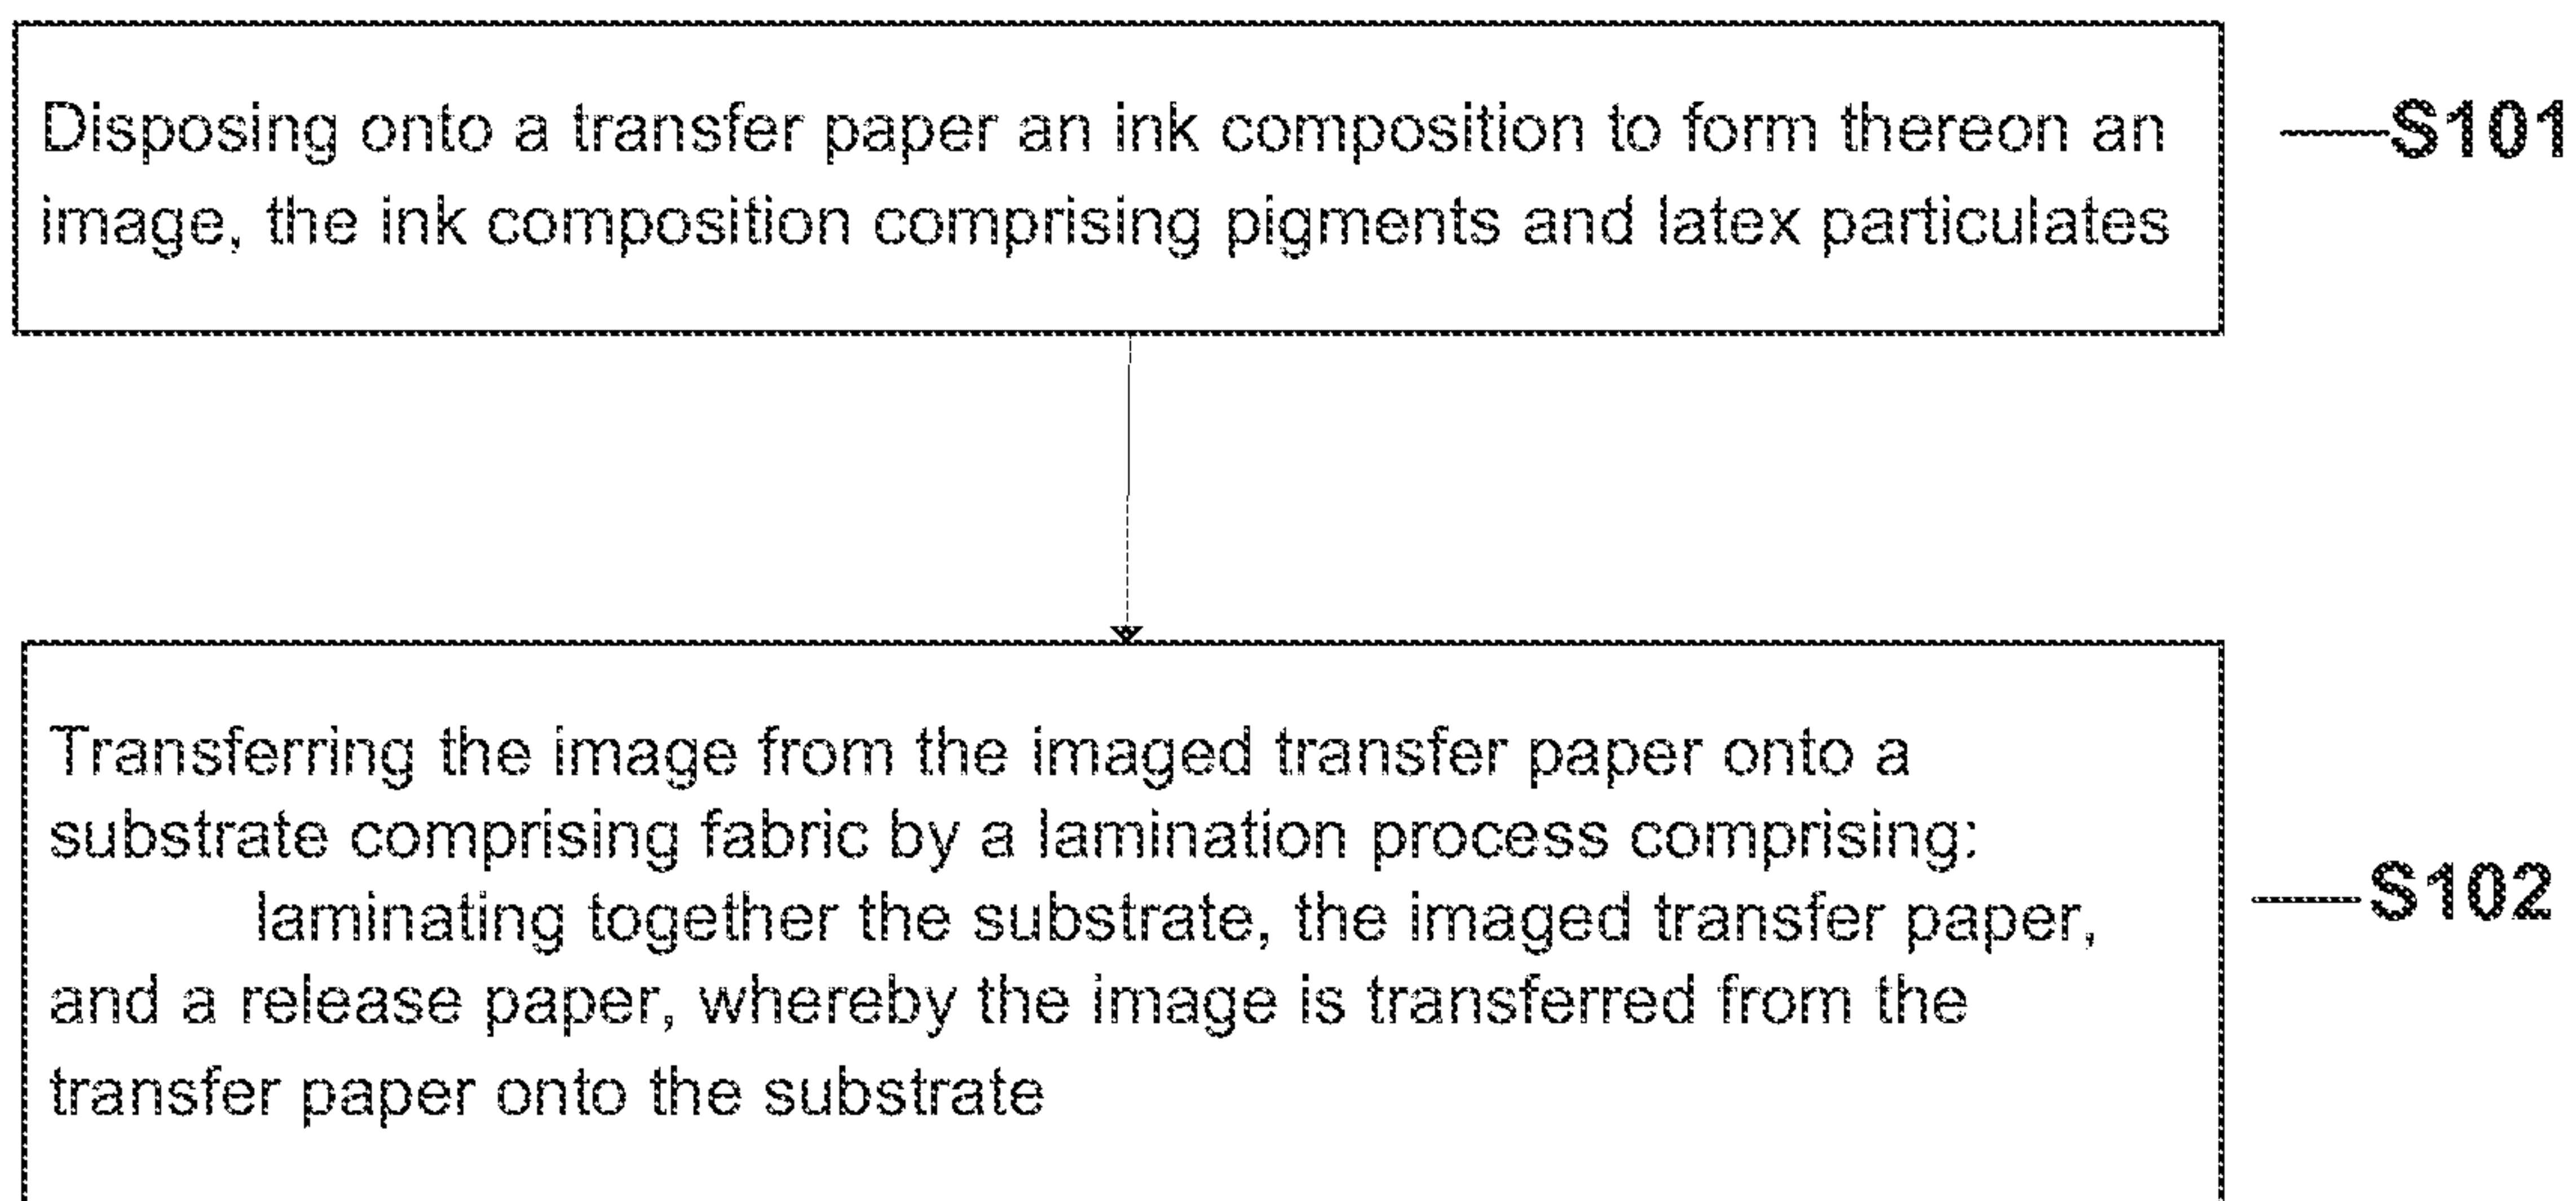 Disposing onto a transfer paper an ink composition to form thereon an
image, the ink composition comprising pigments and latex particulates
S101
Transferring the image from the imaged transfer paper onto a
substrate comprising fabric by a lamination process comprising:
laminating together the substrate, the imaged transfer paper,
and a release paper, whereby the image is transferred from the
transfer paper onto the substrate
S102